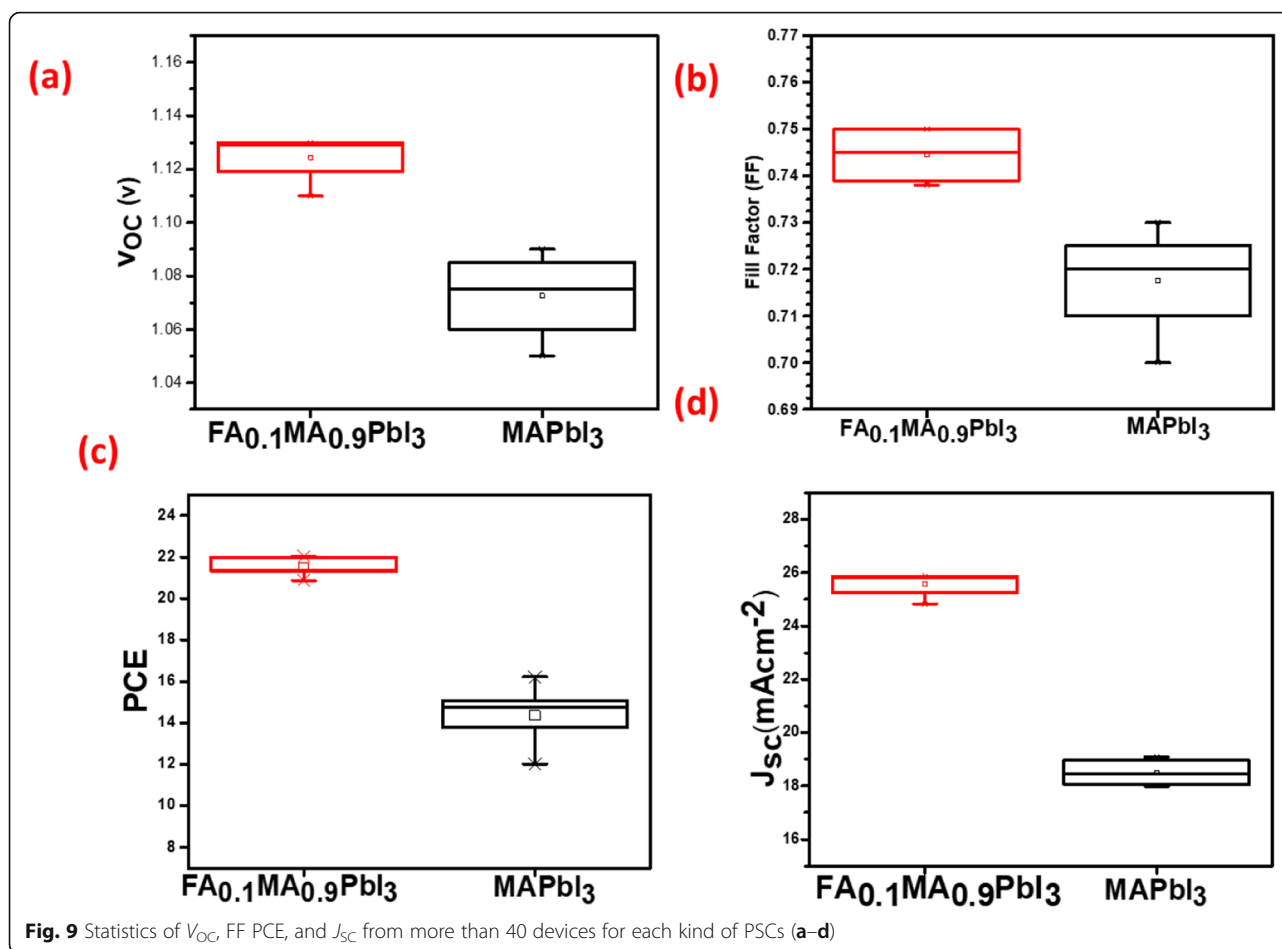 (a)
1.16
1.14
1.12
1.10
1.08
1.06
1.04
VOC (v)
FA0.1MA0.9PbI3
MAPbI3
(b)
0.77
0.76
0.75
0.74
0.73
0.72
0.71
0.70
0.69
Fill Factor (FF)
FA0.1MA0.9PbI3
MAPbI3
(c)
24
22
20
18
16
14
12
10
8
PCE
FA0.1MA0.9PbI3
MAPbI3
(d)
28
26
24
22
20
18
16
JSC(mAcm-2)
FA0.1MA0.9PbI3
MAPbI3
Fig. 9 Statistics of VOC, FF PCE, and JSC from more than 40 devices for each kind of PSCs (a–d)